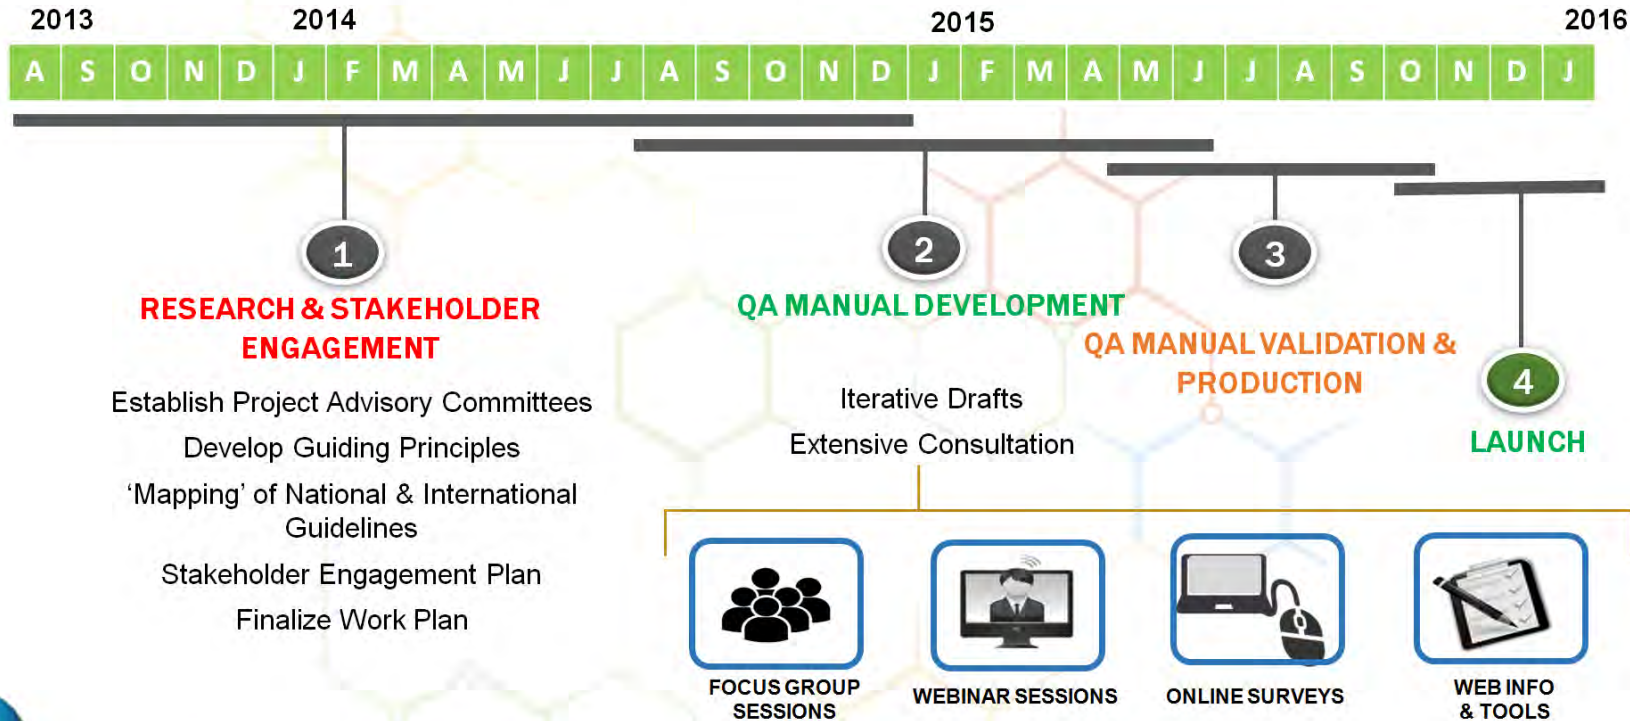 2013 2014 2015 2016
A S O N D J F M A M J J A S O N D J F M A M J J A S O N D J
1
RESEARCH & STAKEHOLDER
ENGAGEMENT
Establish Project Advisory Committees
Develop Guiding Principles
‘Mapping’ of National & International
Guidelines
Stakeholder Engagement Plan
Finalize Work Plan
2
QA MANUAL DEVELOPMENT
Iterative Drafts
Extensive Consultation
3
QA MANUAL VALIDATION &
PRODUCTION
4
LAUNCH
FOCUS GROUP
SESSIONS
WEBINAR SESSIONS
ONLINE SURVEYS
WEB INFO
& TOOLS